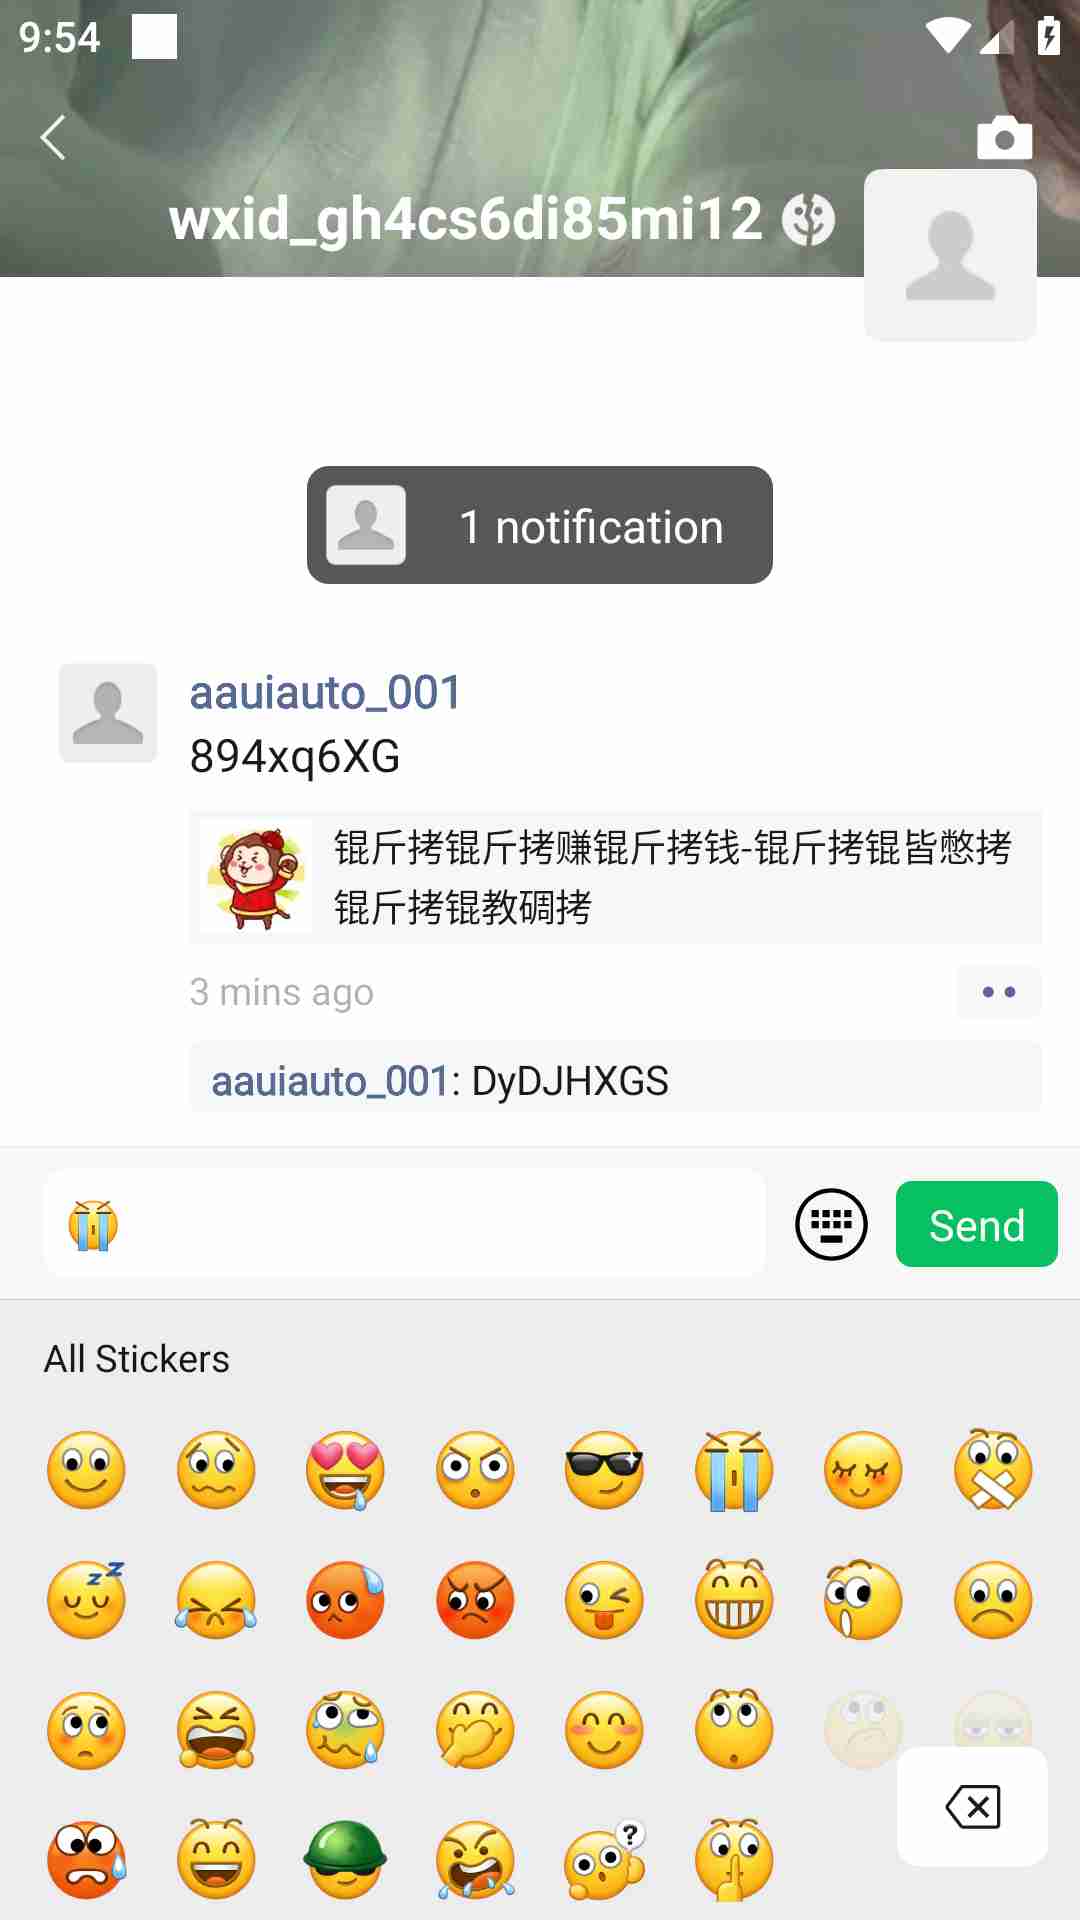 9:54
wxid_gh4cs6di85mi12
1 notification
aauiauto_001
894xq6XG
锟斤拷锟斤拷赚锟斤拷钱-锟斤拷锟皆憋拷
锟斤拷锟教碉拷
3 mins ago
aauiauto_001: DyDJHXGS
Send
All Stickers